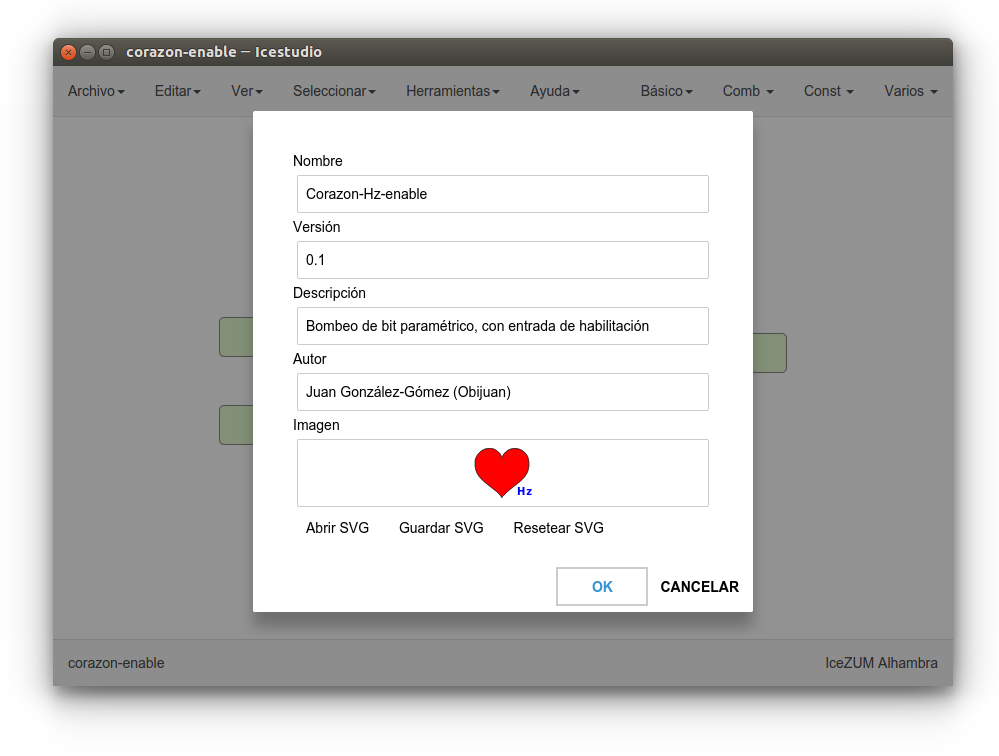 corazon-enable — Icestudio
Archivo Editar Ver Seleccionar Herramientas Ayuda Básico Comb Const Varios
Nombre
Corazon-Hz-enable
Versión
0.1
Descripción
Bombeo de bit paramétrico, con entrada de habilitación
Autor
Juan González-Gómez (Obijuan)
Imagen
Hz
Abrir SVG Guardar SVG Resetear SVG
OK CANCELAR
corazon-enable IceZUM Alhambra